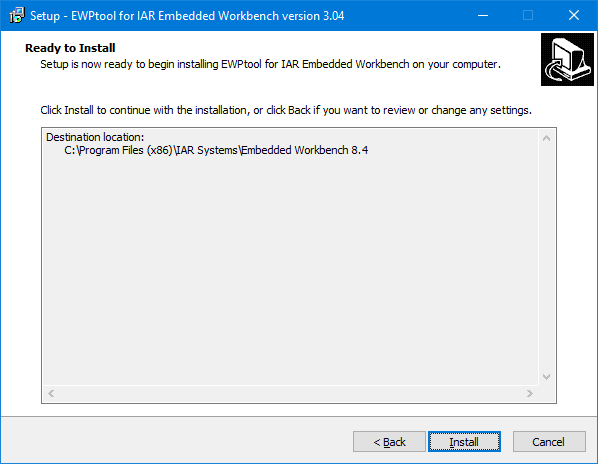 Setup - EWPtool for IAR Embedded Workbench version 3.04
Ready to Install
Setup is now ready to begin installing EWPtool for IAR Embedded Workbench on your computer.
Click Install to continue with the installation, or click Back if you want to review or change any settings.
Destination location:
C:\Program Files (x86)\IAR Systems\Embedded Workbench 8.4
< Back
Install
Cancel